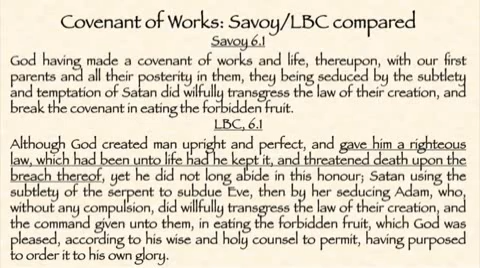 Covenant of Works: Savoy/LBC compared
Savoy 6.1
God having made a covenant of works and life, thereupon, with our first
parents and all their posterity in them, they being seduced by the subtlety
and temptation of Satan did wilfully transgress the law of their creation, and
break the covenant in eating the forbidden fruit.
LBC, 6.1
Although God created man upright and perfect, and gave him a righteous
law, which had been unto life had he kept it, and threatened death upon the
breach thereof, yet he did not long abide in this honour; Satan using the
subtlety of the serpent to subdue Eve, then by her seducing Adam, who,
without any compulsion, did willfully transgress the law of their creation, and
the command given unto them, in eating the forbidden fruit, which God was
pleased, according to his wise and holy counsel to permit, having purposed
to order it to his own glory.